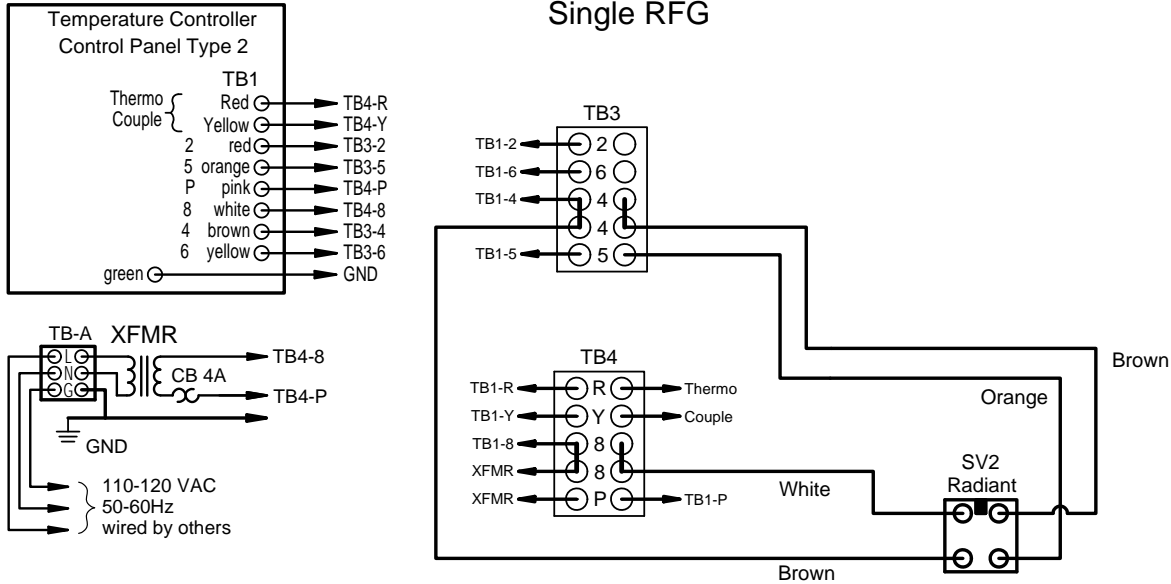 Single RFG
Temperature Controller
Control Panel Type 2
TB1
Thermo
Couple
Red TB4-R
Yellow TB4-Y
2 red TB3-2
5 orange TB3-5
P pink TB4-P
8 white TB4-8
4 brown TB3-4
6 yellow TB3-6
green GND
TB-A XFMR
L
N
G
CB 4A
TB4-8
TB4-P
GND
110-120 VAC
50-60Hz
wired by others
TB3
TB1-2 2
TB1-6 6
TB1-4 4
4
TB1-5 5
TB4
TB1-R R Thermo
TB1-Y Y Couple
TB1-8 8
XFMR 8
XFMR P TB1-P
Brown
Orange
White
SV2
Radiant
Brown